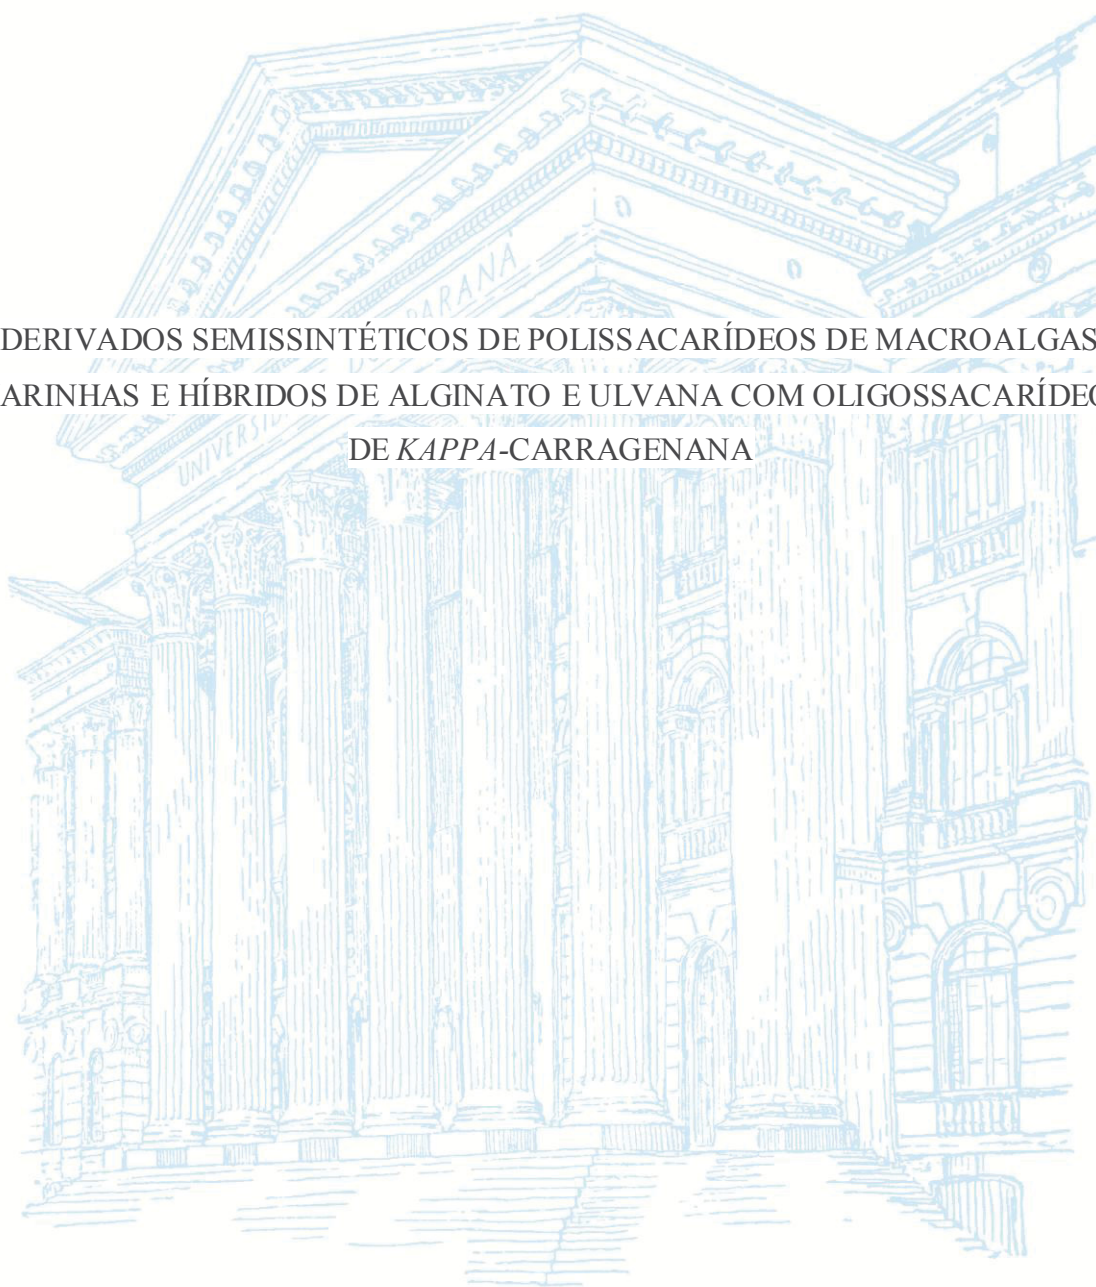 PARANÁ
DERIVADOS SEMISSINTÉTICOS DE POLISSACARÍDEOS DE MACROALGAS
ARINHAS E HÍBRIDOS DE ALGINATO E ULVANA COM OLIGOSSACARÍDEO
UNIVERSID
DE KAPPA-CARRAGENANA